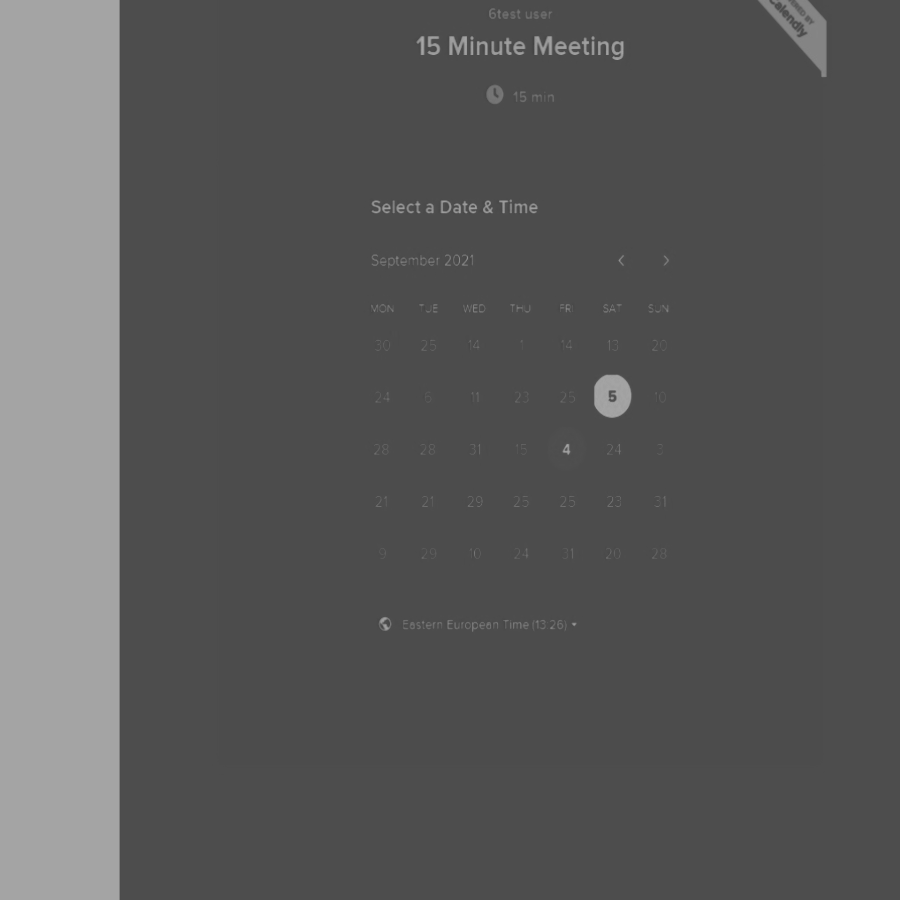 6test user
POWERED BY
Calendly
15 Minute Meeting
15 min
Select a Date & Time
September 2021
MON TUE WED THU FRI SAT SUN
30 25 14 1 14 13 20
24 5 11 23 25 5 10
28 28 31 15 4 24 3
21 21 29 25 25 23 31
9 29 10 24 31 20 28
Eastern European Time (13:26)